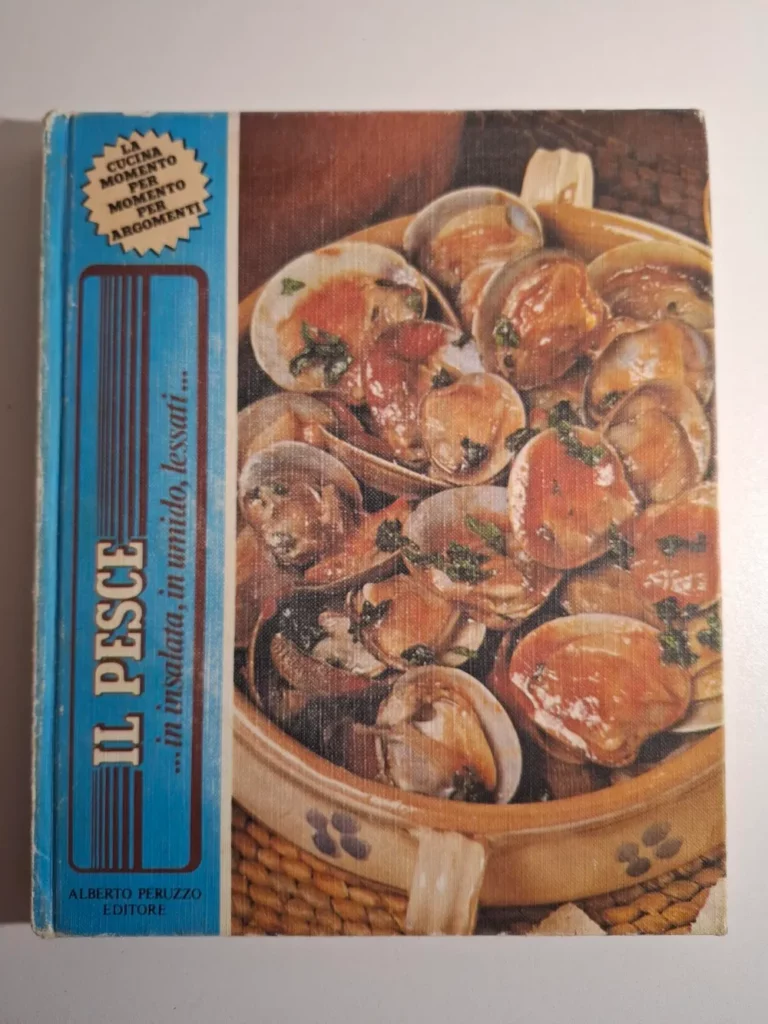 LA
CUCINA
MOMENTO
PER
MOMENTO
PER
ARGOMENTI
IL PESCE
...in insalata, in umido, lessati...
ALBERTO PERUZZO
EDITORE